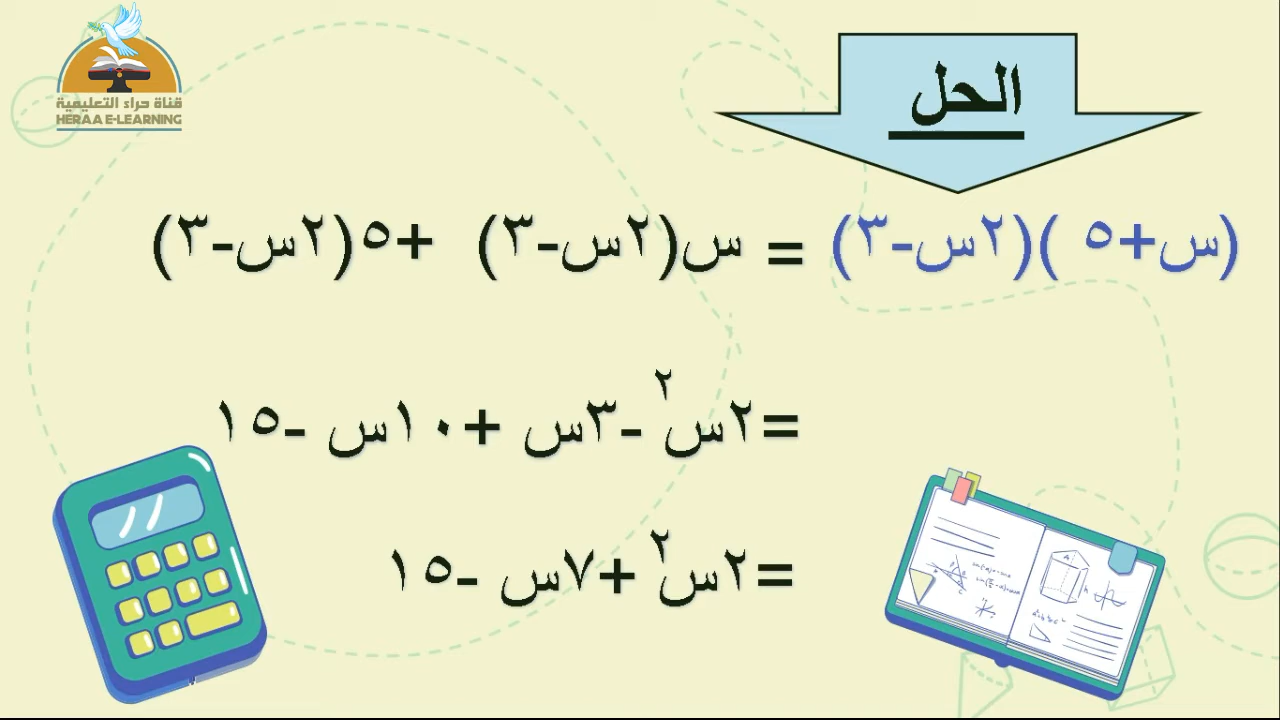 قناة حراء التعليمية
HERAA E-LEARNING
الحل
(س+٥ )(٢س-٣) = س(٢س-٣) +٥(٢س-٣)
=٢س٢ -٣س +١٠س -١٥
=٢س٢ +٧س -١٥